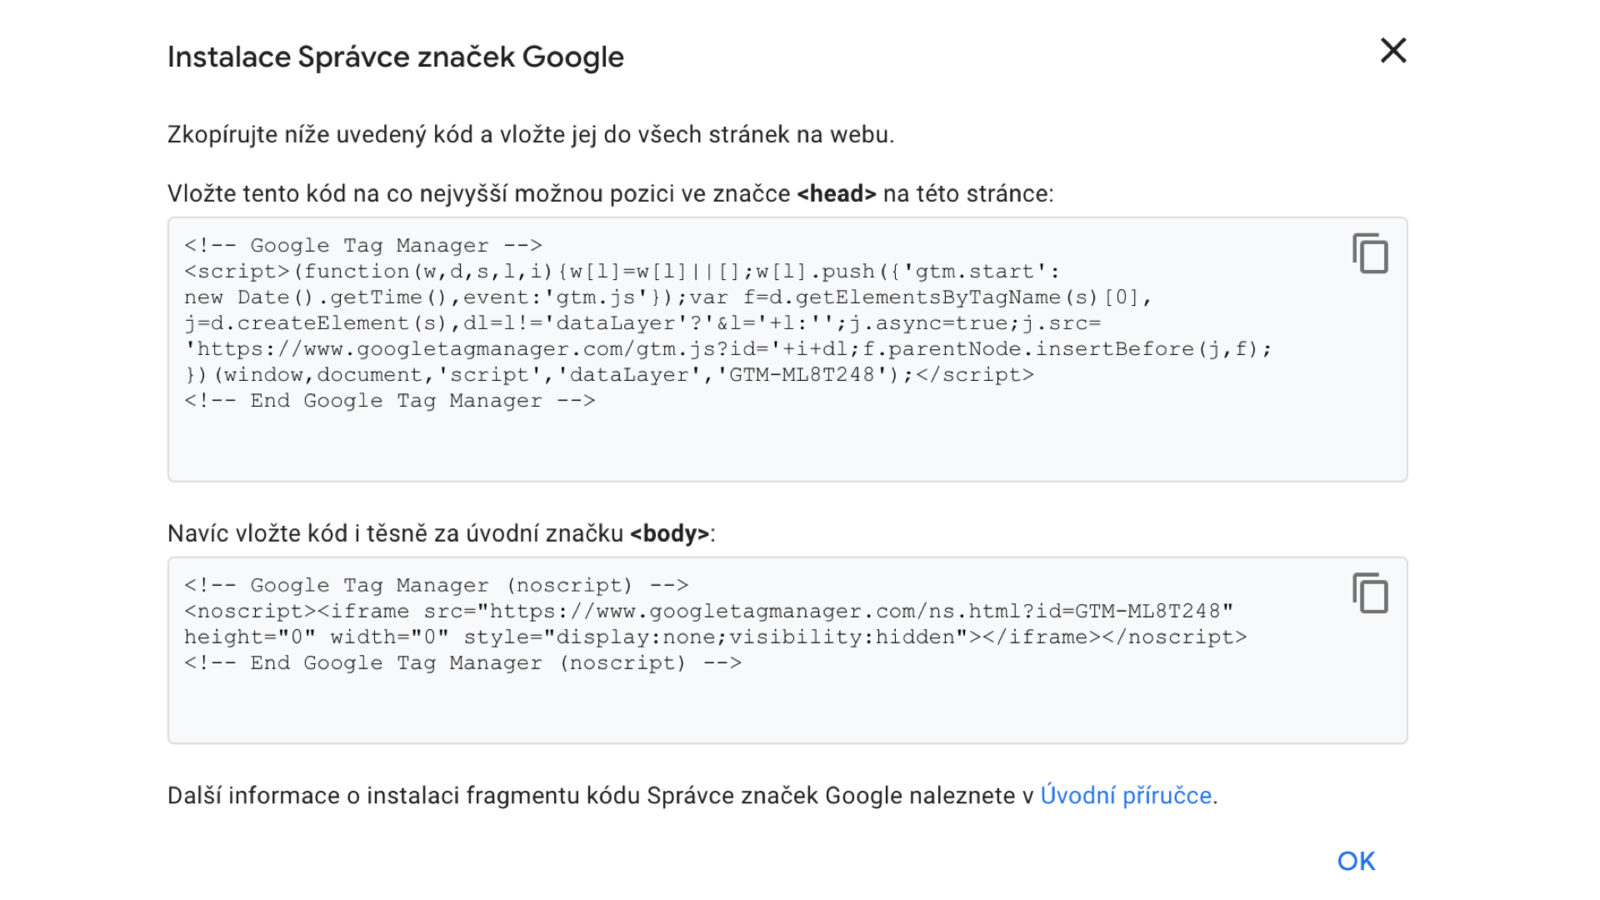 Instalace Správce značek Google
Zkopírujte níže uvedený kód a vložte jej do všech stránek na webu.
Vložte tento kód na co nejvyšší možnou pozici ve značce <head> na této stránce:
<!-- Google Tag Manager -->
<script>(function(w,d,s,l,i){w[l]=w[l]||[];w[l].push({'gtm.start':
new Date().getTime(),event:'gtm.js'});var f=d.getElementsByTagName(s)[0],
j=d.createElement(s),dl=l!='dataLayer'?'&l='+l:'';j.async=true;j.src=
'https://www.googletagmanager.com/gtm.js?id='+i+dl;f.parentNode.insertBefore(j,f);
})(window,document,'script','dataLayer','GTM-ML8T248');</script>
<!-- End Google Tag Manager -->
Navíc vložte kód i těsně za úvodní značku <body>:
<!-- Google Tag Manager (noscript) -->
<noscript><iframe src="https://www.googletagmanager.com/ns.html?id=GTM-ML8T248"
height="0" width="0" style="display:none;visibility:hidden"></iframe></noscript>
<!-- End Google Tag Manager (noscript) -->
Další informace o instalaci fragmentu kódu Správce značek Google naleznete v Úvodní příručce.
OK